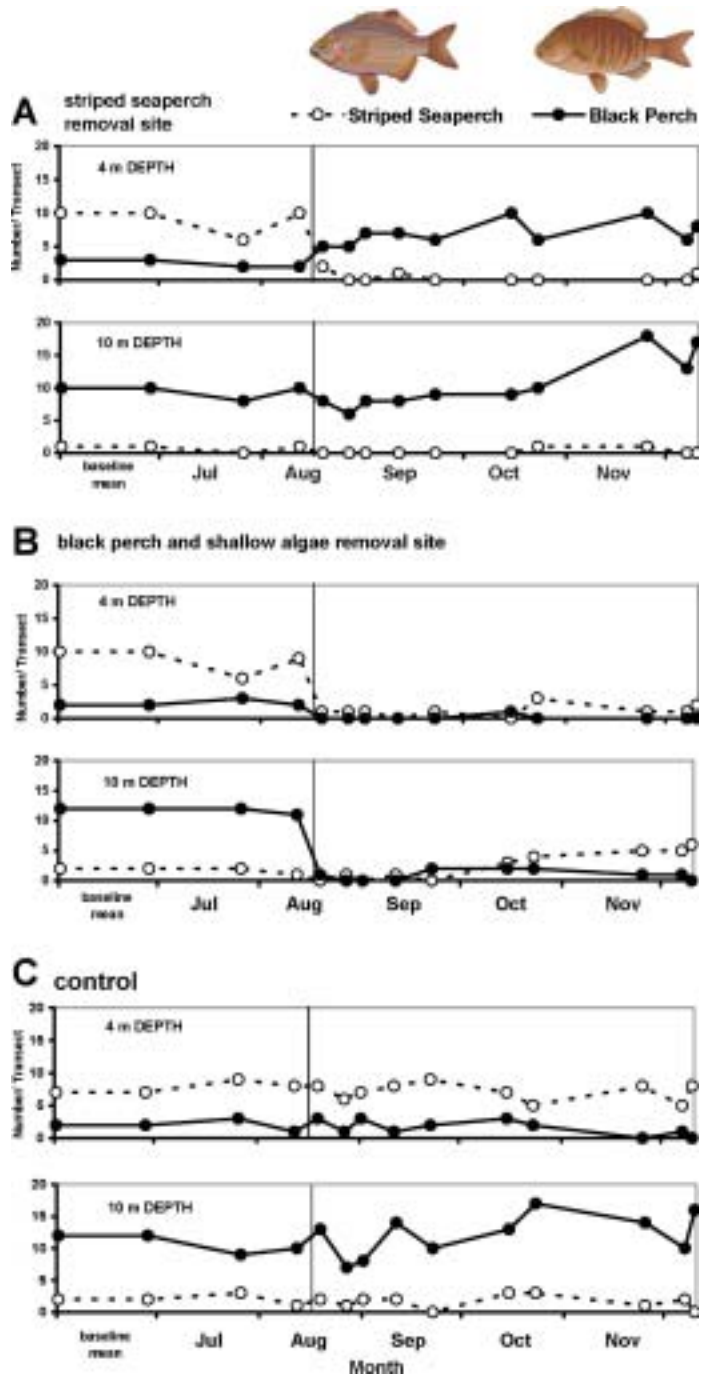 A striped seaperch removal site
Striped Seaperch Black Perch
4 m DEPTH
Number/ Transect
20
15
10
5
0
10 m DEPTH
20
15
10
5
0
baseline mean Jul Aug Sep Oct Nov
B black perch and shallow algae removal site
4 m DEPTH
Number/ Transect
20
15
10
5
0
10 m DEPTH
20
15
10
5
0
baseline mean Jul Aug Sep Oct Nov
C control
4 m DEPTH
Number/ Transect
20
15
10
5
0
10 m DEPTH
20
15
10
5
0
baseline mean Jul Aug Sep Oct Nov
Month